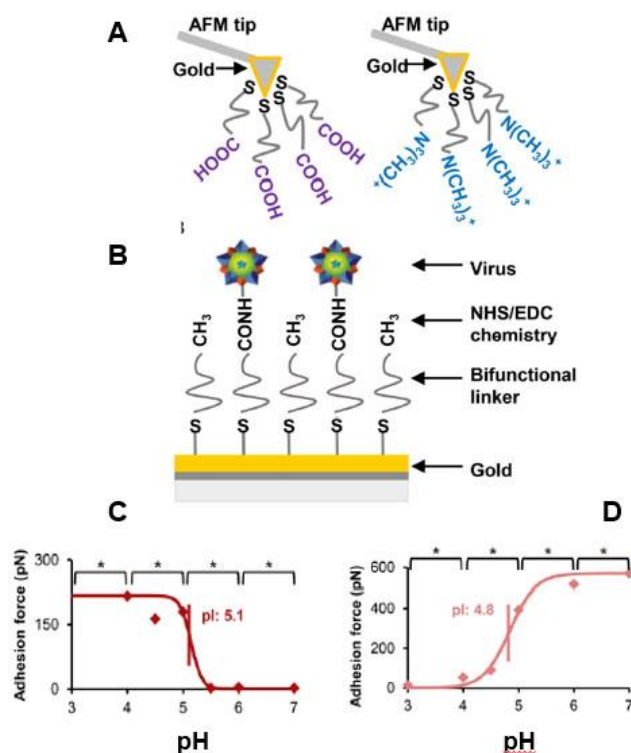 A
AFM tip
AFM tip
Gold
Gold
S
S
S
S
S
S
S
S
HOOC
COOH
COOH
COOH
+(CH₃)₃N
N(CH₃)₃⁺
N(CH₃)₃⁺
N(CH₃)₃⁺
B
Virus
NHS/EDC
chemistry
CH₃
CONH
CH₃
CONH
CH₃
Bifunctional
linker
S
S
S
S
S
Gold
C
Adhesion force (pN)
300
150
0
*
*
*
*
pI: 5.1
3
4
5
6
7
pH
D
Adhesion force (pN)
600
400
200
0
*
*
*
*
pI: 4.8
3
4
5
6
7
pH